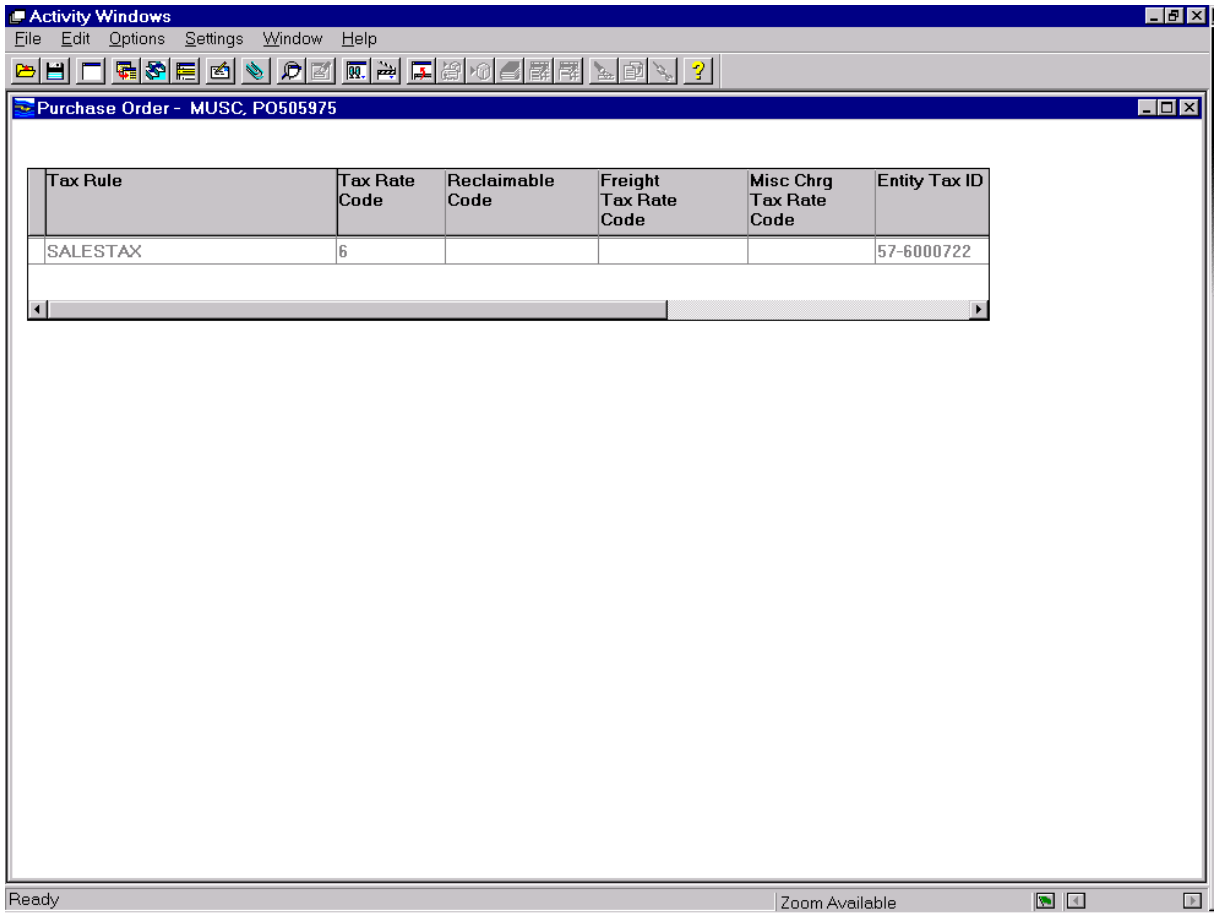 Activity Windows
File Edit Options Settings Window Help
Purchase Order - MUSC, PO505975
Tax Rule Tax Rate Code Reclaimable Code Freight Tax Rate Code Misc Chrg Tax Rate Code Entity Tax ID
SALESTAX 6 57-6000722
Ready Zoom Available